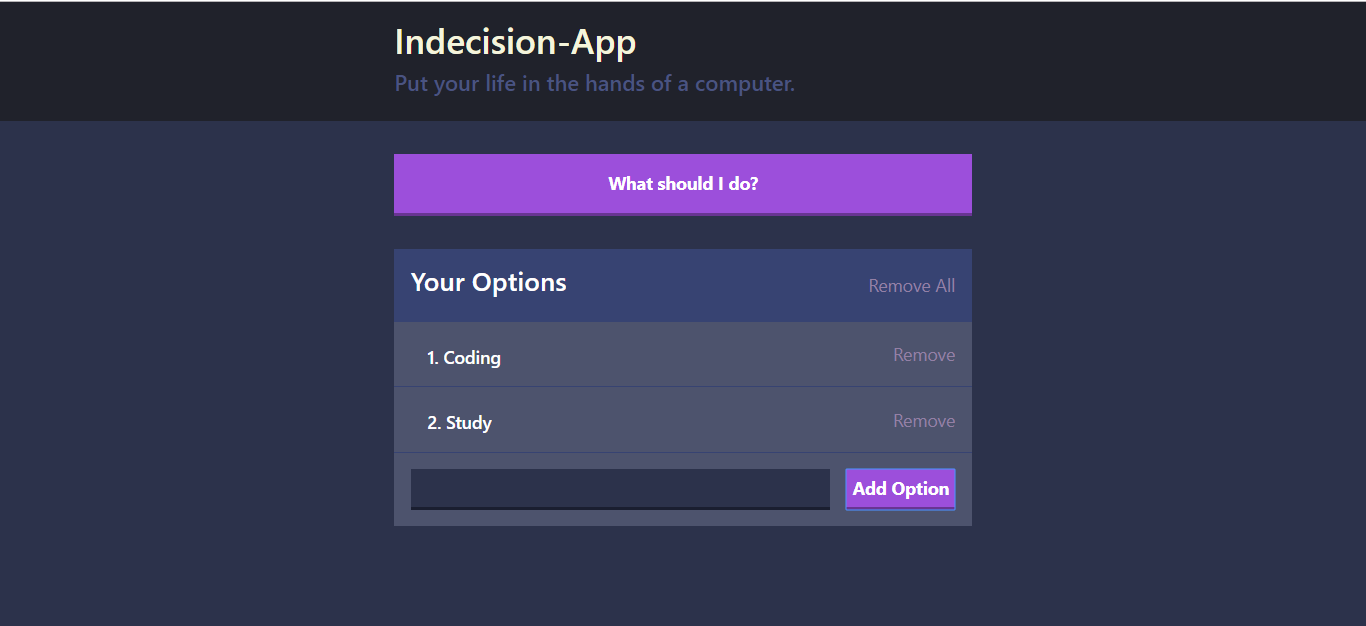 Indecision-App
Put your life in the hands of a computer.
What should I do?
Your Options
Remove All
1. Coding
Remove
2. Study
Remove
Add Option